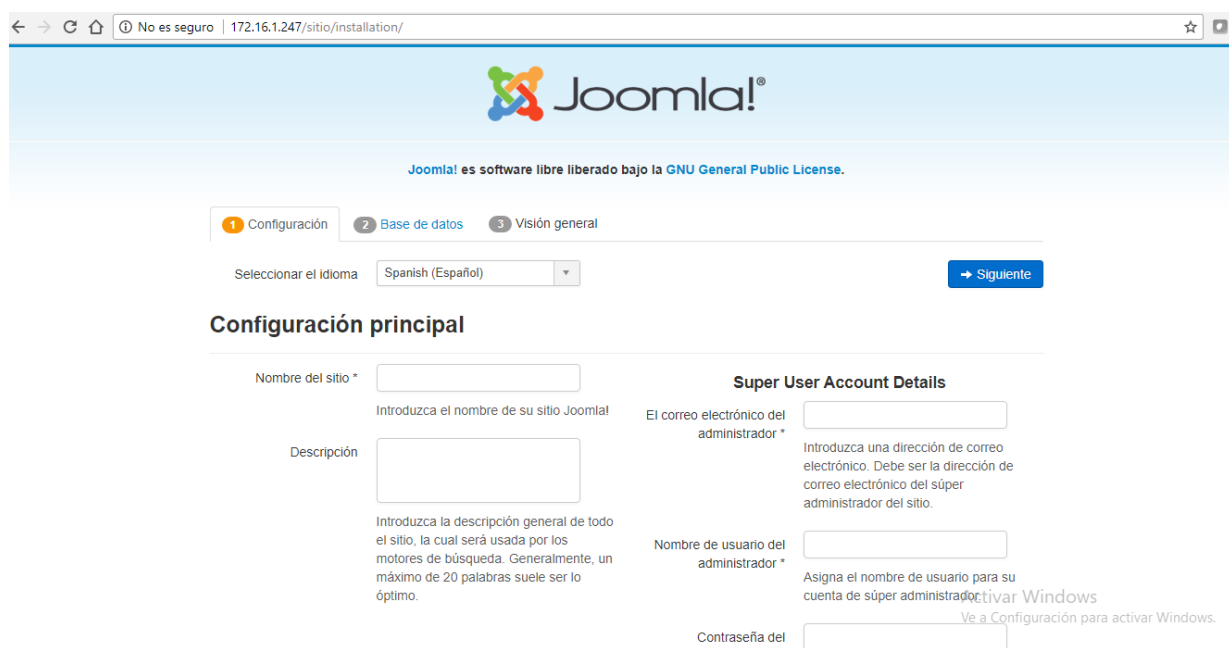 No es seguro | 172.16.1.247/sitio/installation/
Joomla!®
Joomla! es software libre liberado bajo la GNU General Public License.
1 Configuración 2 Base de datos 3 Visión general
Seleccionar el idioma Spanish (Español) Siguiente
Configuración principal
Nombre del sitio *
Introduzca el nombre de su sitio Joomla!
Descripción
Introduzca la descripción general de todo
el sitio, la cual será usada por los
motores de búsqueda. Generalmente, un
máximo de 20 palabras suele ser lo
óptimo.
Super User Account Details
El correo electrónico del
administrador *
Introduzca una dirección de correo
electrónico. Debe ser la dirección de
correo electrónico del súper
administrador del sitio.
Nombre de usuario del
administrador *
Asigna el nombre de usuario para su
cuenta de súper administrador.
Contraseña del
Activar Windows
Ve a Configuración para activar Windows.